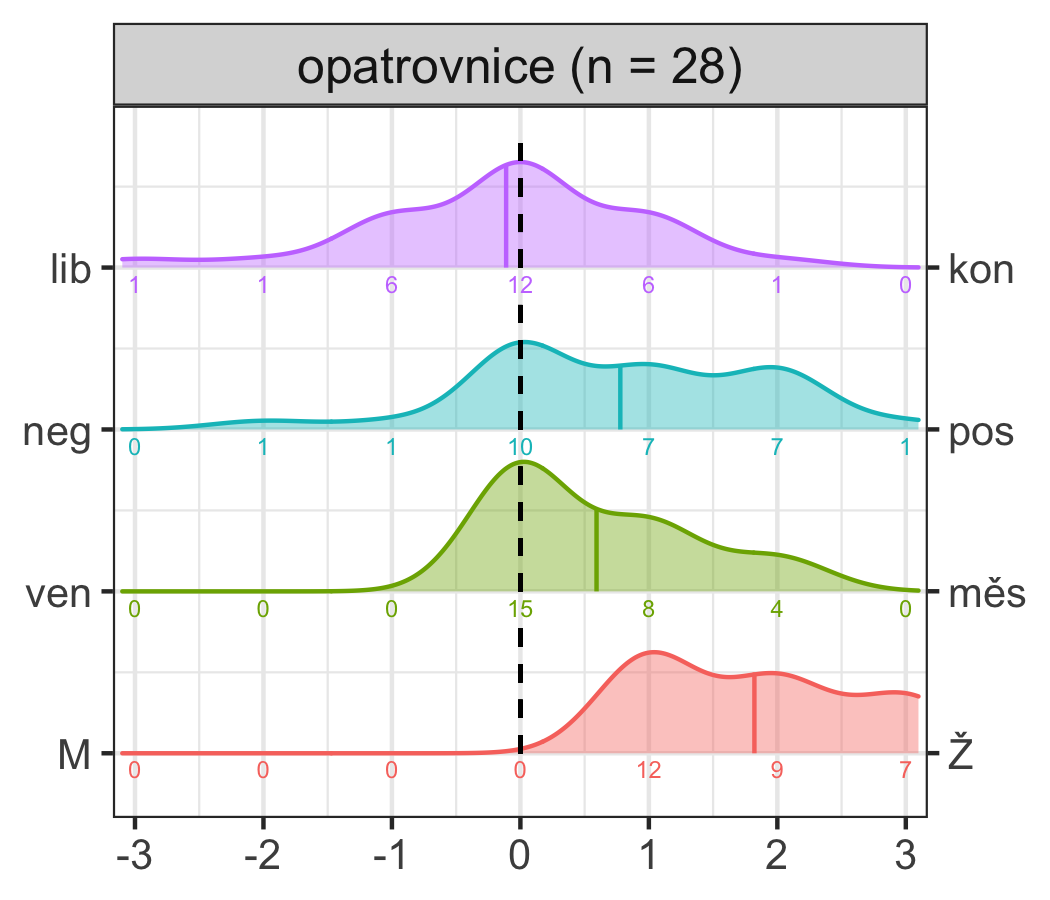 opatrovnice (n = 28)
lib kon
1 1 6 12 6 1 0
neg pos
0 1 1 10 7 7 1
ven měs
0 0 0 15 8 4 0
M Ž
0 0 0 0 12 9 7
-3 -2 -1 0 1 2 3